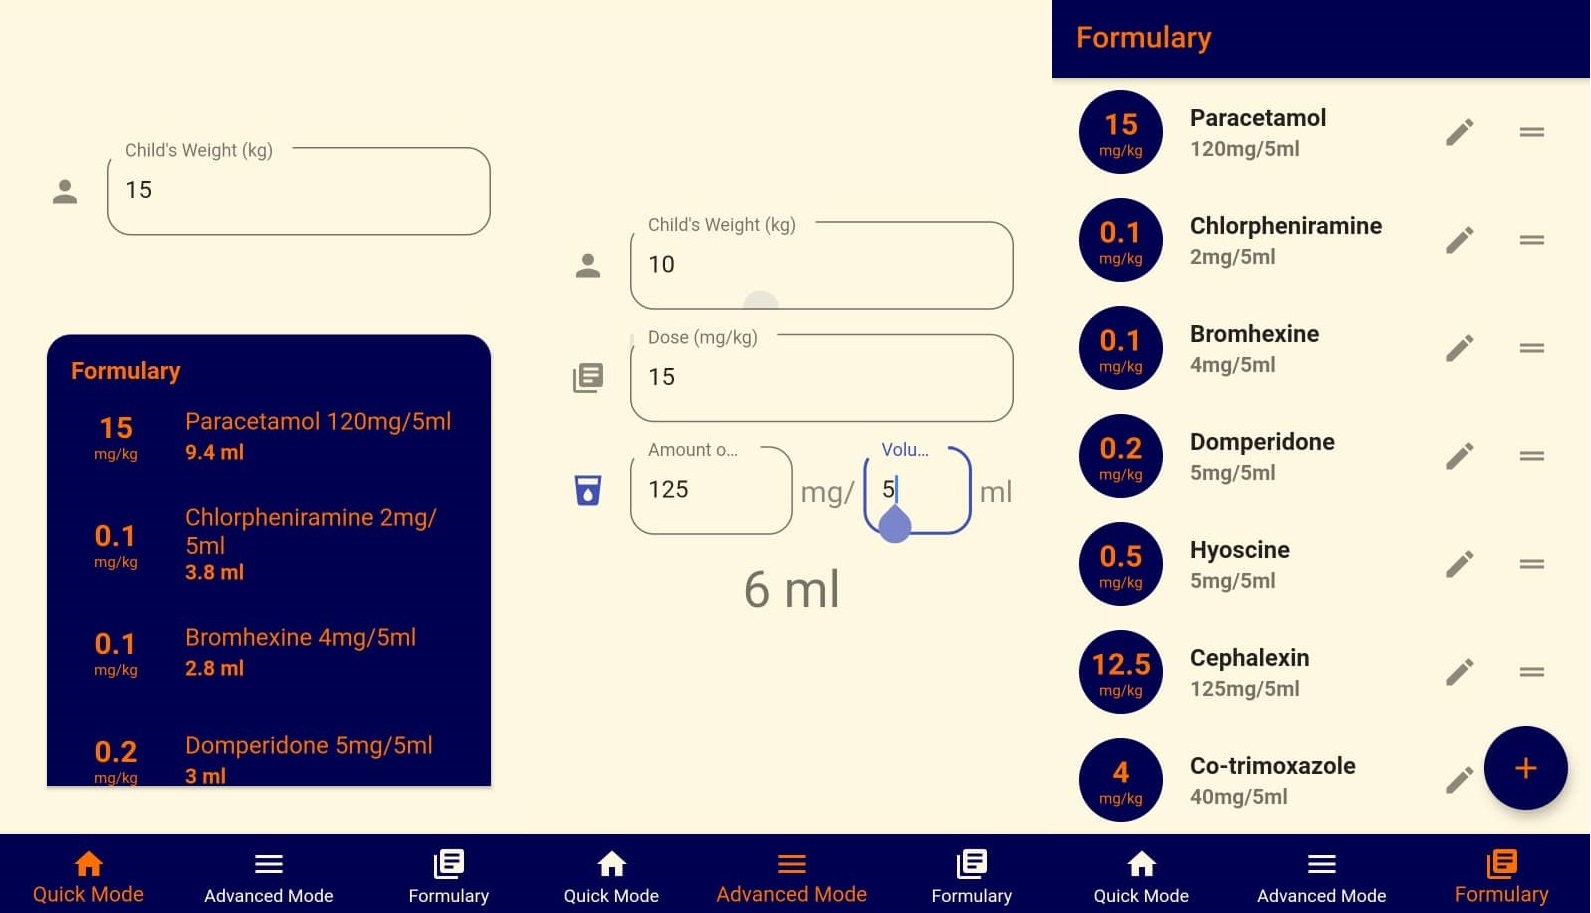 Child's Weight (kg)
15
Formulary
15
mg/kg
Paracetamol 120mg/5ml
9.4 ml
0.1
mg/kg
Chlorpheniramine 2mg/
5ml
3.8 ml
0.1
mg/kg
Bromhexine 4mg/5ml
2.8 ml
0.2
mg/kg
Domperidone 5mg/5ml
3 ml
Quick Mode
Advanced Mode
Formulary
Child's Weight (kg)
10
Dose (mg/kg)
15
Amount o...
125
mg/
Volu...
5
ml
6 ml
Quick Mode
Advanced Mode
Formulary
Formulary
15
mg/kg
Paracetamol
120mg/5ml
0.1
mg/kg
Chlorpheniramine
2mg/5ml
0.1
mg/kg
Bromhexine
4mg/5ml
0.2
mg/kg
Domperidone
5mg/5ml
0.5
mg/kg
Hyoscine
5mg/5ml
12.5
mg/kg
Cephalexin
125mg/5ml
4
mg/kg
Co-trimoxazole
40mg/5ml
+
Quick Mode
Advanced Mode
Formulary